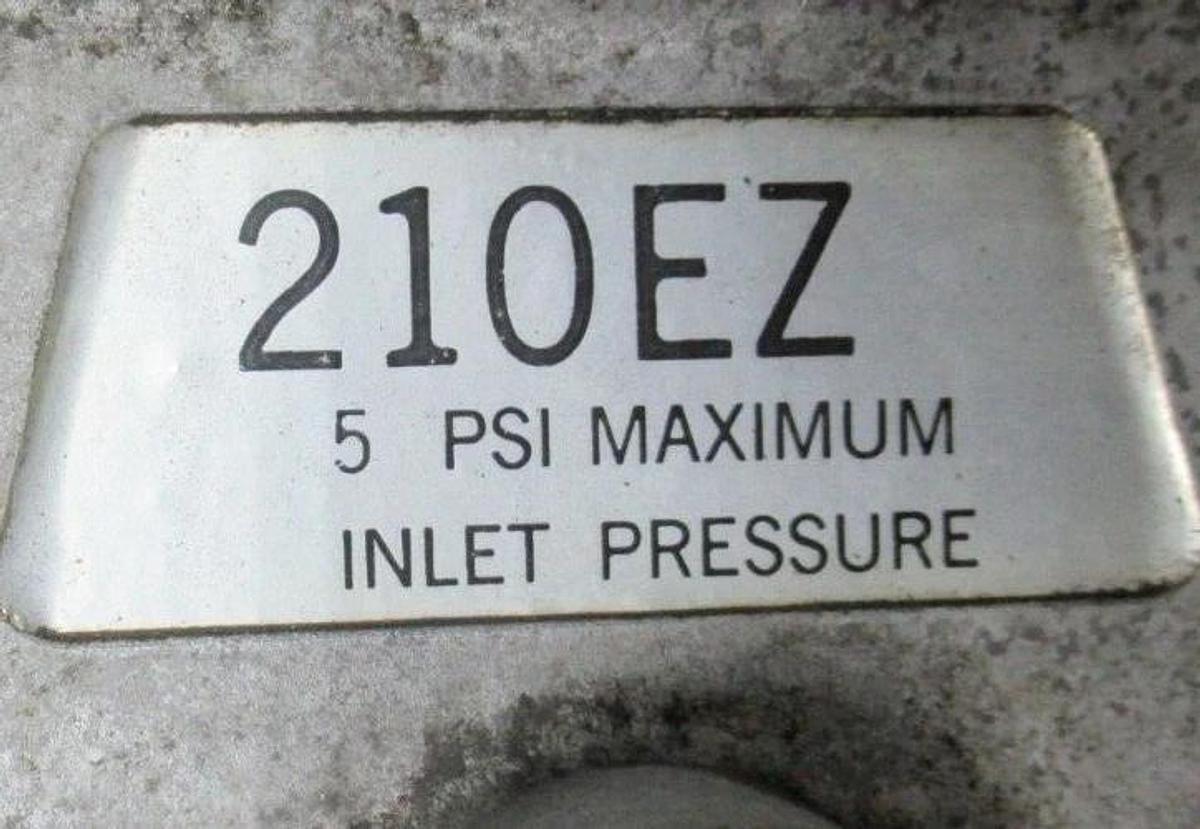 210EZ
5 PSI MAXIMUM
INLET PRESSURE